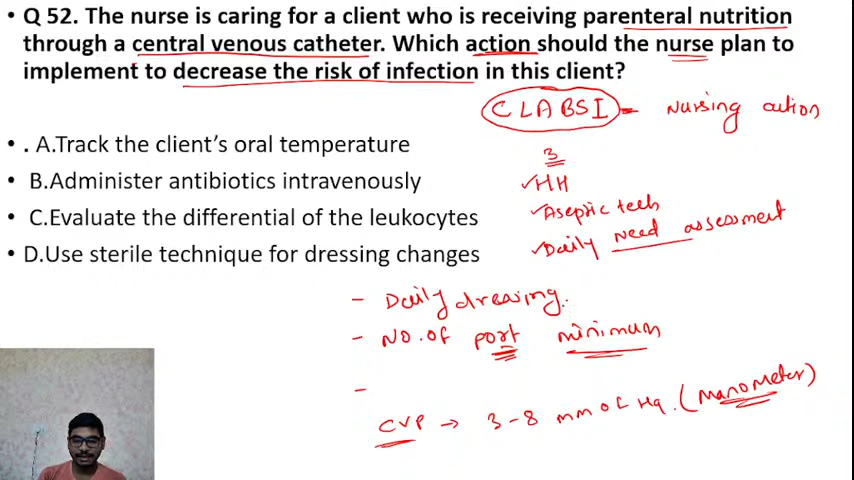 • Q 52. The nurse is caring for a client who is receiving parenteral nutrition
through a central venous catheter. Which action should the nurse plan to
implement to decrease the risk of infection in this client?
CLABSI - Nursing action
• . A.Track the client's oral temperature
3
• B.Administer antibiotics intravenously
✓HH
✓Aseptic tech
• C.Evaluate the differential of the leukocytes
✓Daily Need assessment
• D.Use sterile technique for dressing changes
- Daily dressing.
- NO. of port minimum
-
CVP → 3-8 mm of Hg. (Manometer)